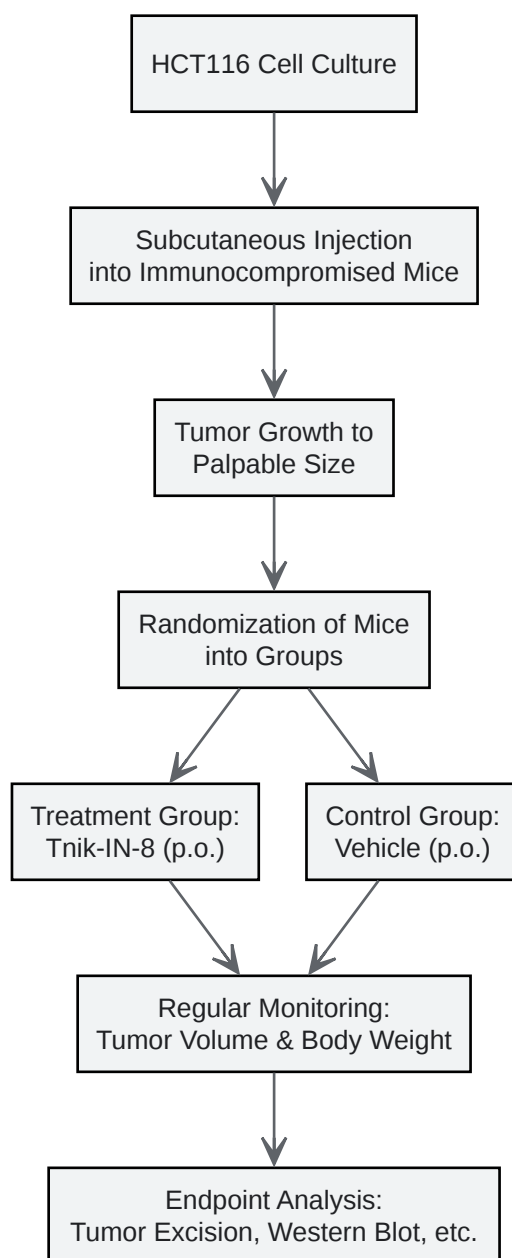 HCT116 Cell Culture
Subcutaneous Injection
into Immunocompromised Mice
Tumor Growth to
Palpable Size
Randomization of Mice
into Groups
Treatment Group:
Tnik-IN-8 (p.o.)
Control Group:
Vehicle (p.o.)
Regular Monitoring:
Tumor Volume & Body Weight
Endpoint Analysis:
Tumor Excision, Western Blot, etc.